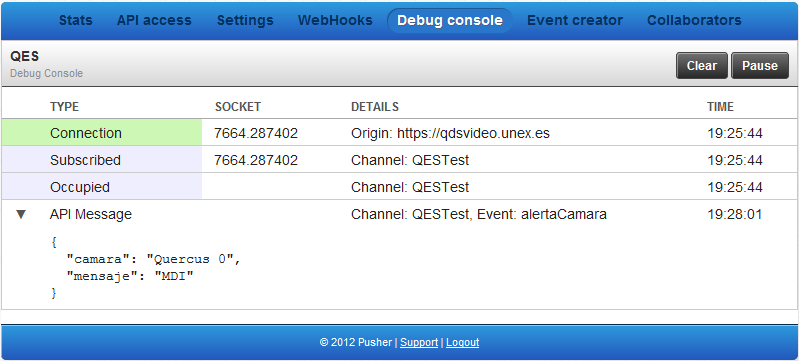 Stats API access Settings WebHooks Debug console Event creator Collaborators
QES
Debug Console
Clear Pause
TYPE SOCKET DETAILS TIME
Connection 7664.287402 Origin: https://qdsvideo.unex.es 19:25:44
Subscribed 7664.287402 Channel: QESTest 19:25:44
Occupied Channel: QESTest 19:25:44
API Message Channel: QESTest, Event: alertaCamara 19:28:01
{
"camara": "Quercus 0",
"mensaje": "MDI"
}
© 2012 Pusher | Support | Logout